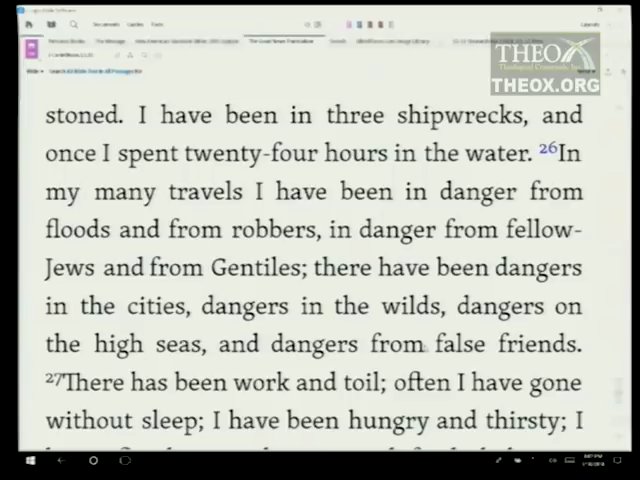 THEOX
THEOX.ORG
stoned. I have been in three shipwrecks, and
once I spent twenty-four hours in the water. 26In
my many travels I have been in danger from
floods and from robbers, in danger from fellow-
Jews and from Gentiles; there have been dangers
in the cities, dangers in the wilds, dangers on
the high seas, and dangers from false friends.
27There has been work and toil; often I have gone
without sleep; I have been hungry and thirsty; I